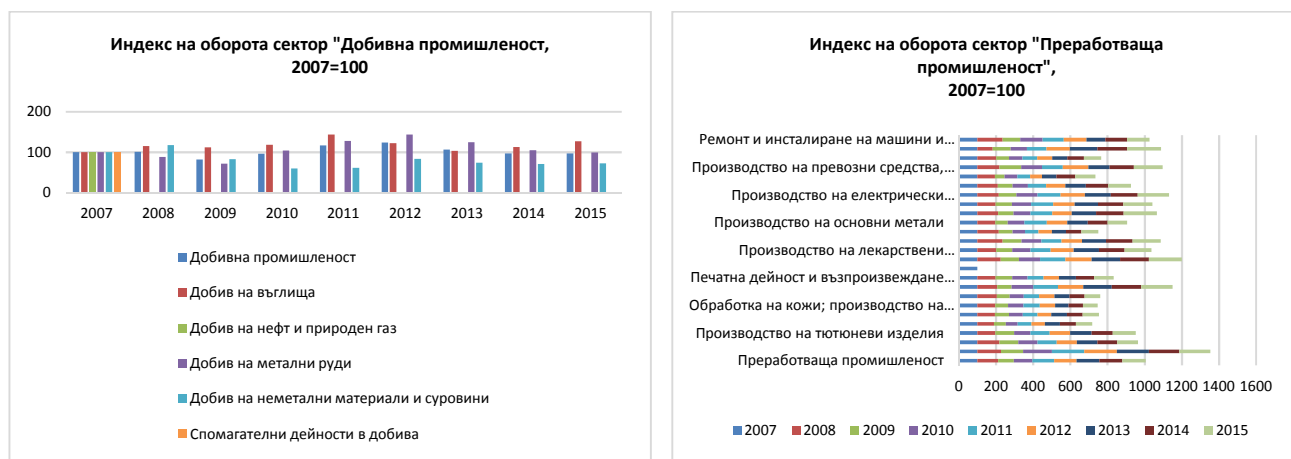 Индекс на оборота сектор "Добивна промишленост,
2007=100
200
100
0
2007 2008 2009 2010 2011 2012 2013 2014 2015
Добивна промишленост
Добив на въглища
Добив на нефт и природен газ
Добив на метални руди
Добив на неметални материали и суровини
Спомагателни дейности в добива
Индекс на оборота сектор "Преработваща
промишленост",
2007=100
Ремонт и инсталиране на машини и…
Производство на превозни средства,…
Производство на електрически…
Производство на основни метали
Производство на лекарствени…
Печатна дейност и възпроизвеждане…
Обработка на кожи; производство на…
Производство на тютюневи изделия
Преработваща промишленост
0 200 400 600 800 1000 1200 1400 1600
2007 2008 2009 2010 2011 2012 2013 2014 2015